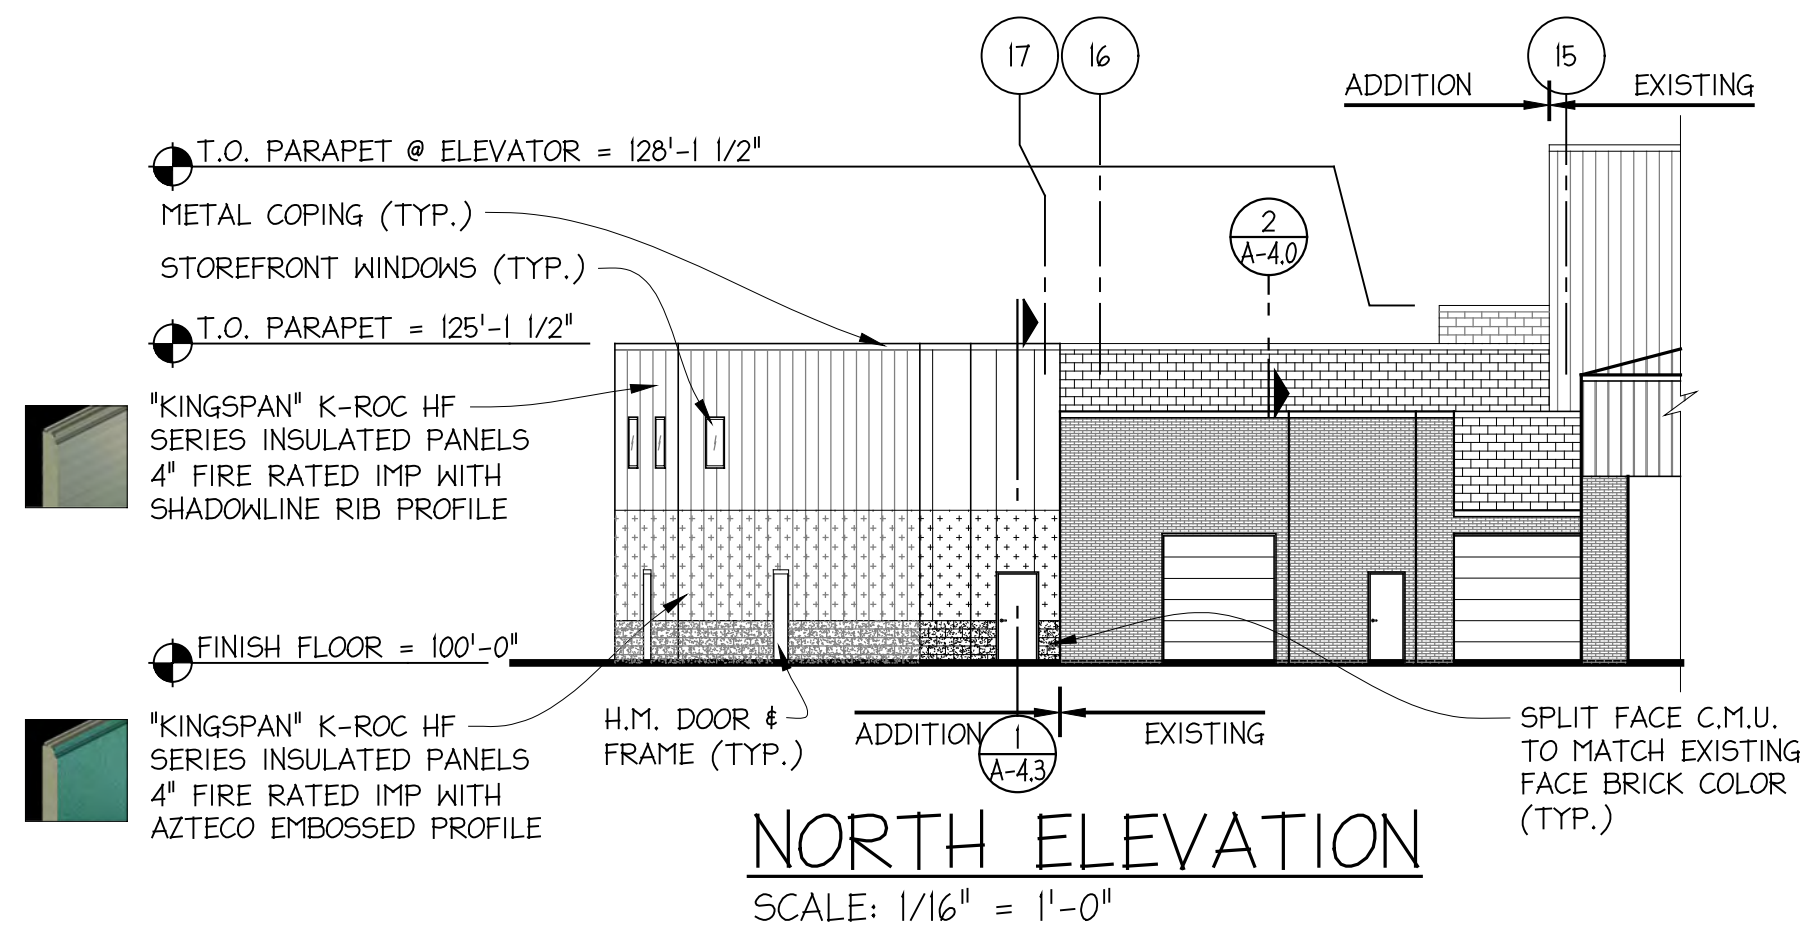 17
16
15
ADDITION
EXISTING
T.O. PARAPET @ ELEVATOR = 128'-1 1/2"
METAL COPING (TYP.)
2
A-4.0
STOREFRONT WINDOWS (TYP.)
T.O. PARAPET = 125'-1 1/2"
"KINGSPAN" K-ROC HF
SERIES INSULATED PANELS
4" FIRE RATED IMP WITH
SHADOWLINE RIB PROFILE
FINISH FLOOR = 100'-0"
"KINGSPAN" K-ROC HF
SERIES INSULATED PANELS
4" FIRE RATED IMP WITH
AZTECO EMBOSSED PROFILE
H.M. DOOR &
FRAME (TYP.)
ADDITION
EXISTING
1
A-4.3
SPLIT FACE C.M.U.
TO MATCH EXISTING
FACE BRICK COLOR
(TYP.)
NORTH ELEVATION
SCALE: 1/16" = 1'-0"